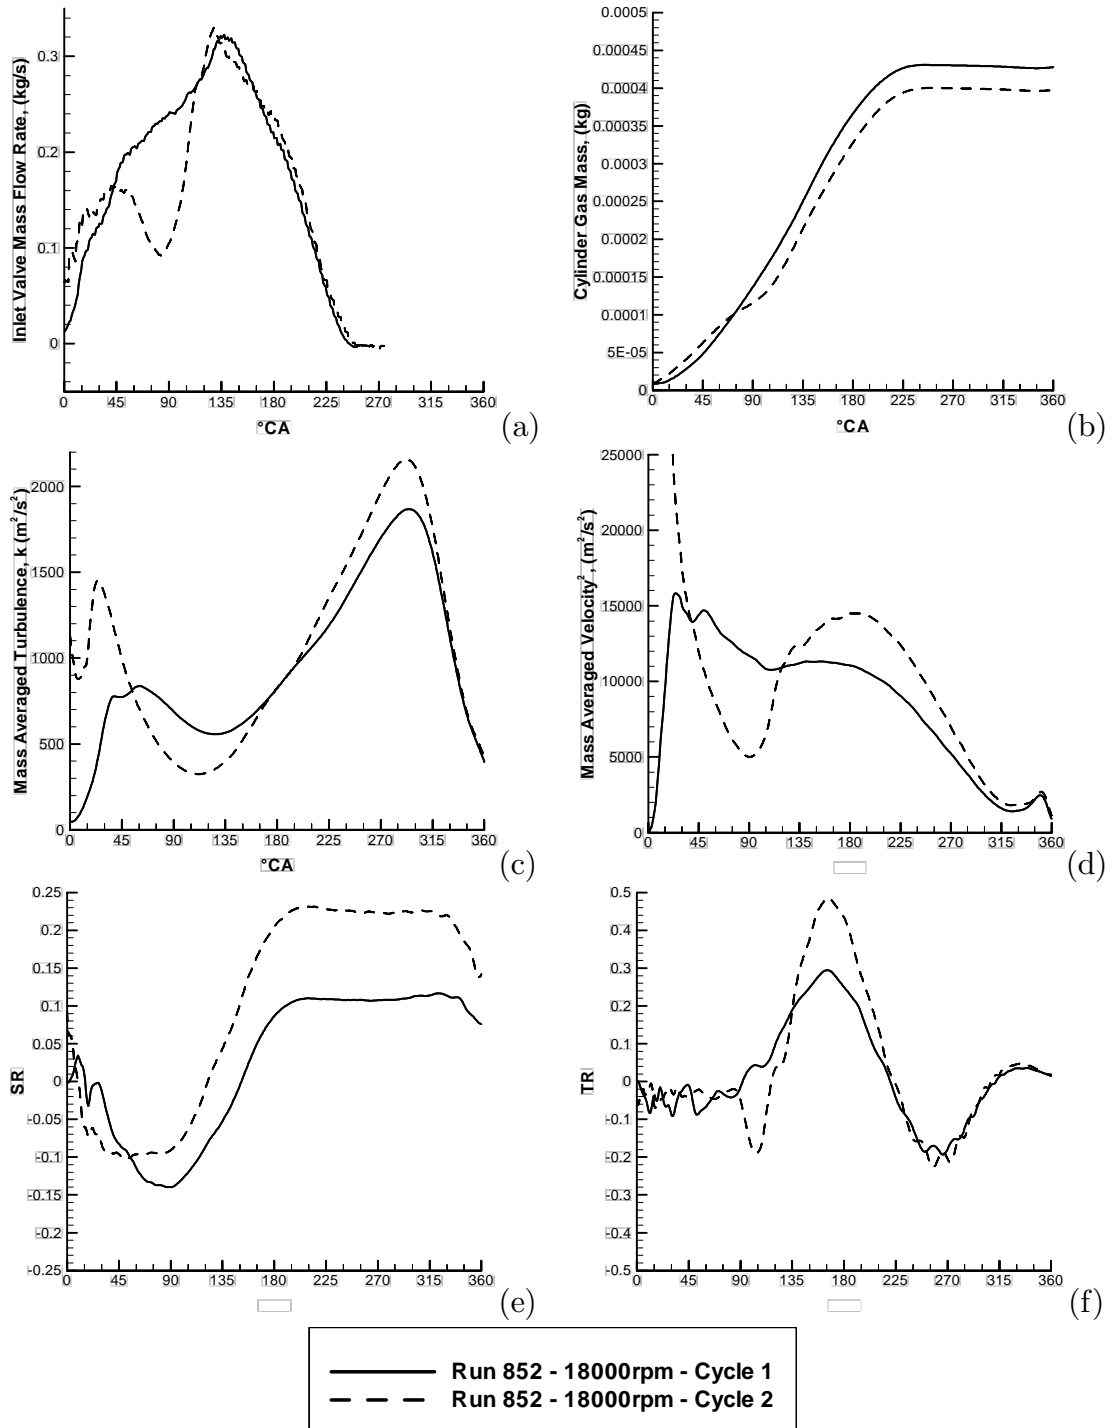 Inlet Valve Mass Flow Rate, (kg/s)
0.3
0.2
0.1
0
0 45 90 135 180 225 270 315 360
°CA
(a)
Cylinder Gas Mass, (kg)
0.0005
0.00045
0.0004
0.00035
0.0003
0.00025
0.0002
0.00015
0.0001
5E-05
0
0 45 90 135 180 225 270 315 360
°CA
(b)
Mass Averaged Turbulence, k (m²/s²)
2000
1500
1000
500
0
0 45 90 135 180 225 270 315 360
°CA
(c)
Mass Averaged Velocity², (m²/s²)
25000
20000
15000
10000
5000
0
0 45 90 135 180 225 270 315 360
(d)
SR
0.25
0.2
0.15
0.1
0.05
0
-0.05
-0.1
-0.15
-0.2
-0.25
0 45 90 135 180 225 270 315 360
(e)
TR
0.5
0.4
0.3
0.2
0.1
0
-0.1
-0.2
-0.3
-0.4
-0.5
0 45 90 135 180 225 270 315 360
(f)
Run 852 - 18000rpm - Cycle 1
Run 852 - 18000rpm - Cycle 2